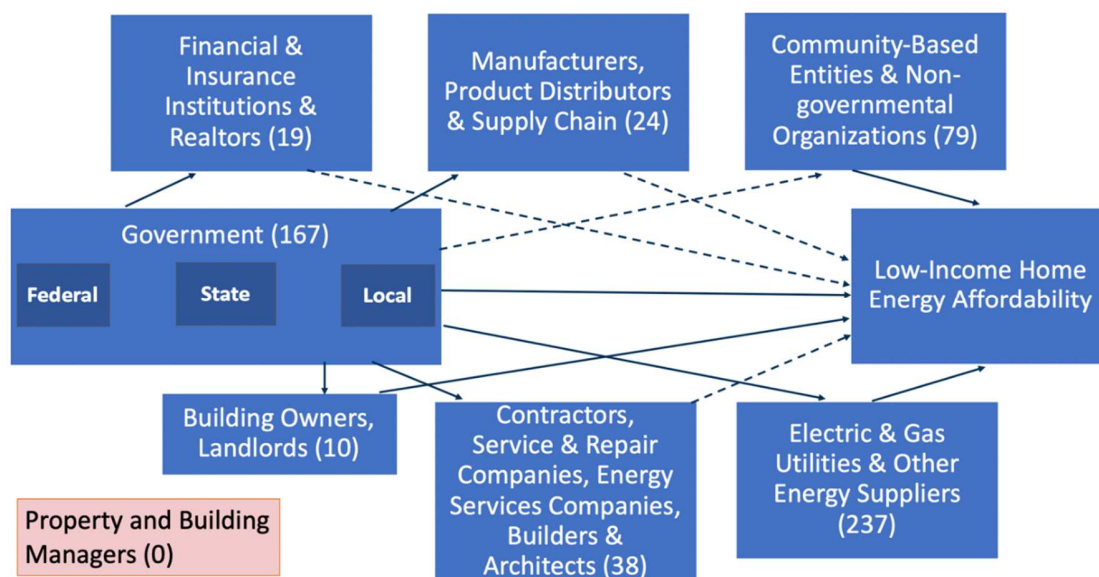 Financial &
Insurance
Institutions &
Realtors (19)
Manufacturers,
Product Distributors
& Supply Chain (24)
Community-Based
Entities & Non-
governmental
Organizations (79)
Government (167)
Federal
State
Local
Low-Income Home
Energy Affordability
Building Owners,
Landlords (10)
Contractors,
Service & Repair
Companies, Energy
Services Companies,
Builders &
Architects (38)
Electric & Gas
Utilities & Other
Energy Suppliers
(237)
Property and Building
Managers (0)